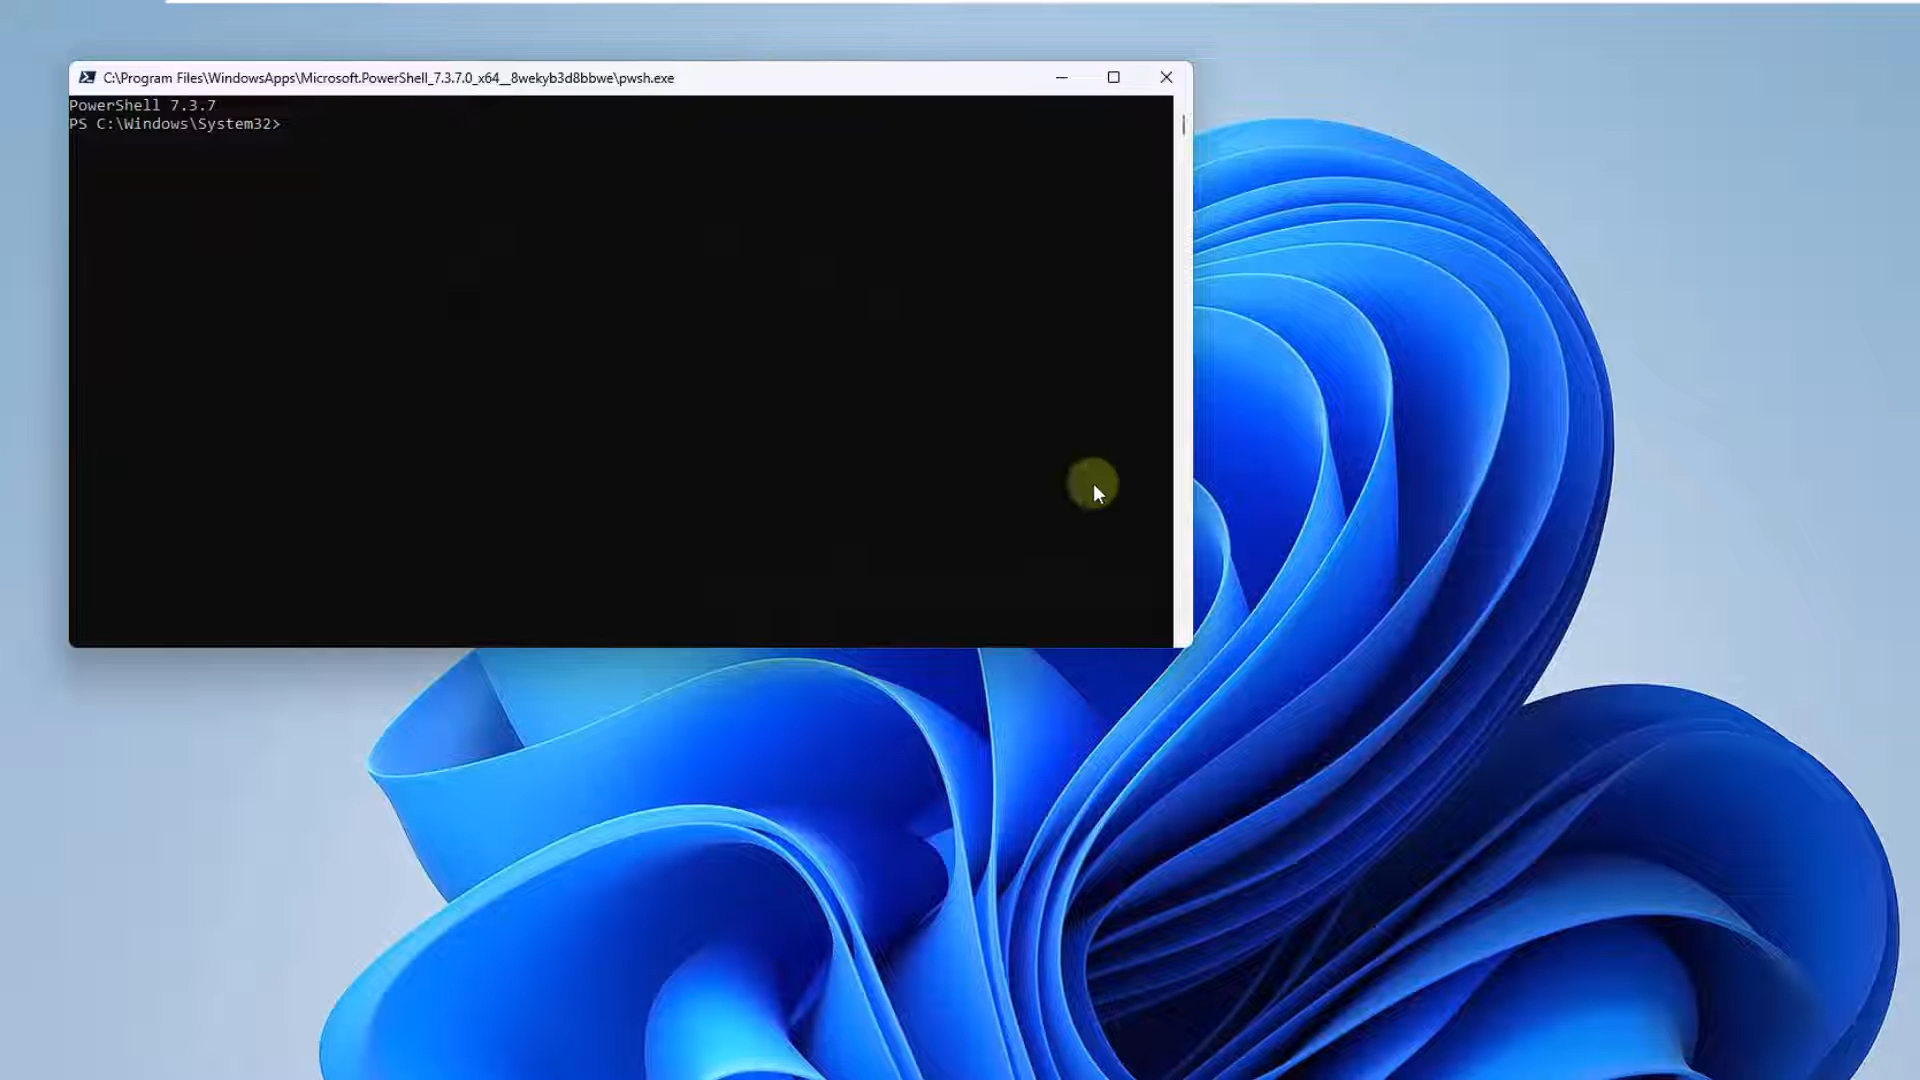 C:\Program Files\WindowsApps\Microsoft.PowerShell_7.3.7.0_x64__8wekyb3d8bbwe\pwsh.exe
PowerShell 7.3.7
PS C:\Windows\System32>